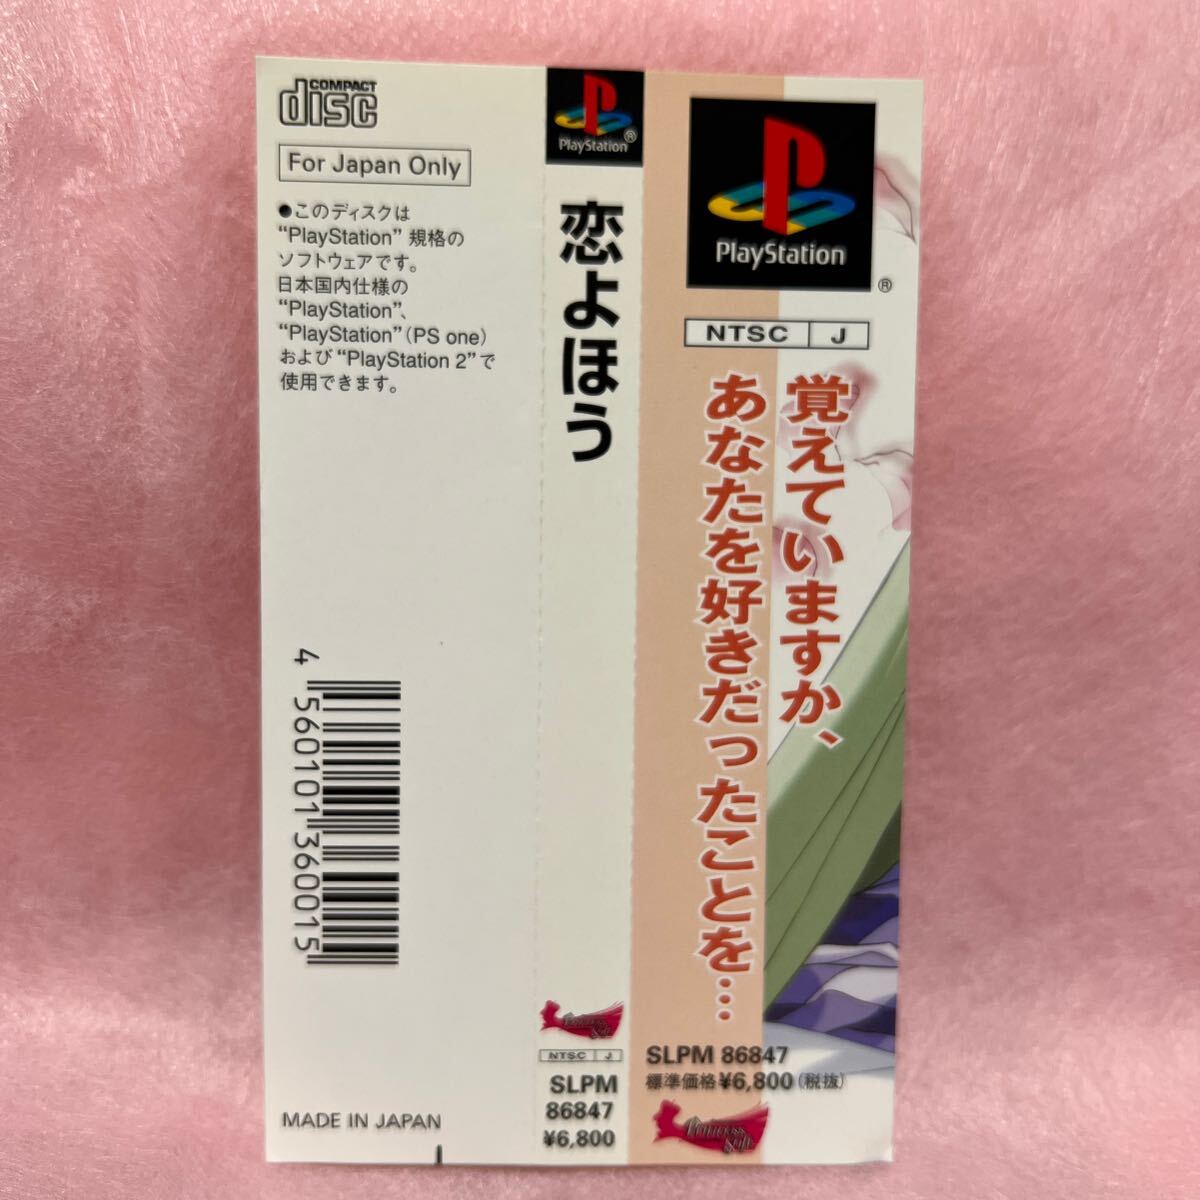 COMPACT
disc
For Japan Only
●このディスクは
“PlayStation” 規格の
ソフトウェアです。
日本国内仕様の
“PlayStation”、
“PlayStation”(PS one)
および“PlayStation 2”で
使用できます。
4 560101 360015
MADE IN JAPAN
PlayStation®
恋よほう
Princess Soft
NTSC J
SLPM
86847
¥6,800
PlayStation
®
NTSC J
覚えていますか、
あなたを好きだったことを…
SLPM 86847
標準価格¥6,800(税抜)
Princess
Soft